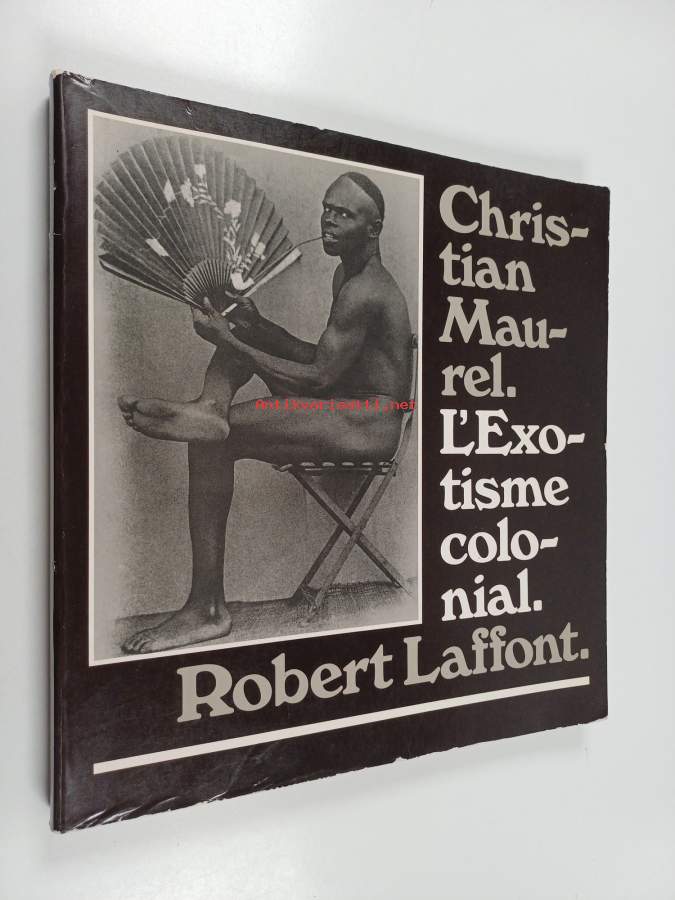 Chris-
tian
Mau-
rel.
L'Exo-
tisme
colo-
nial.
Robert Laffont.
Antikvariaatti.net